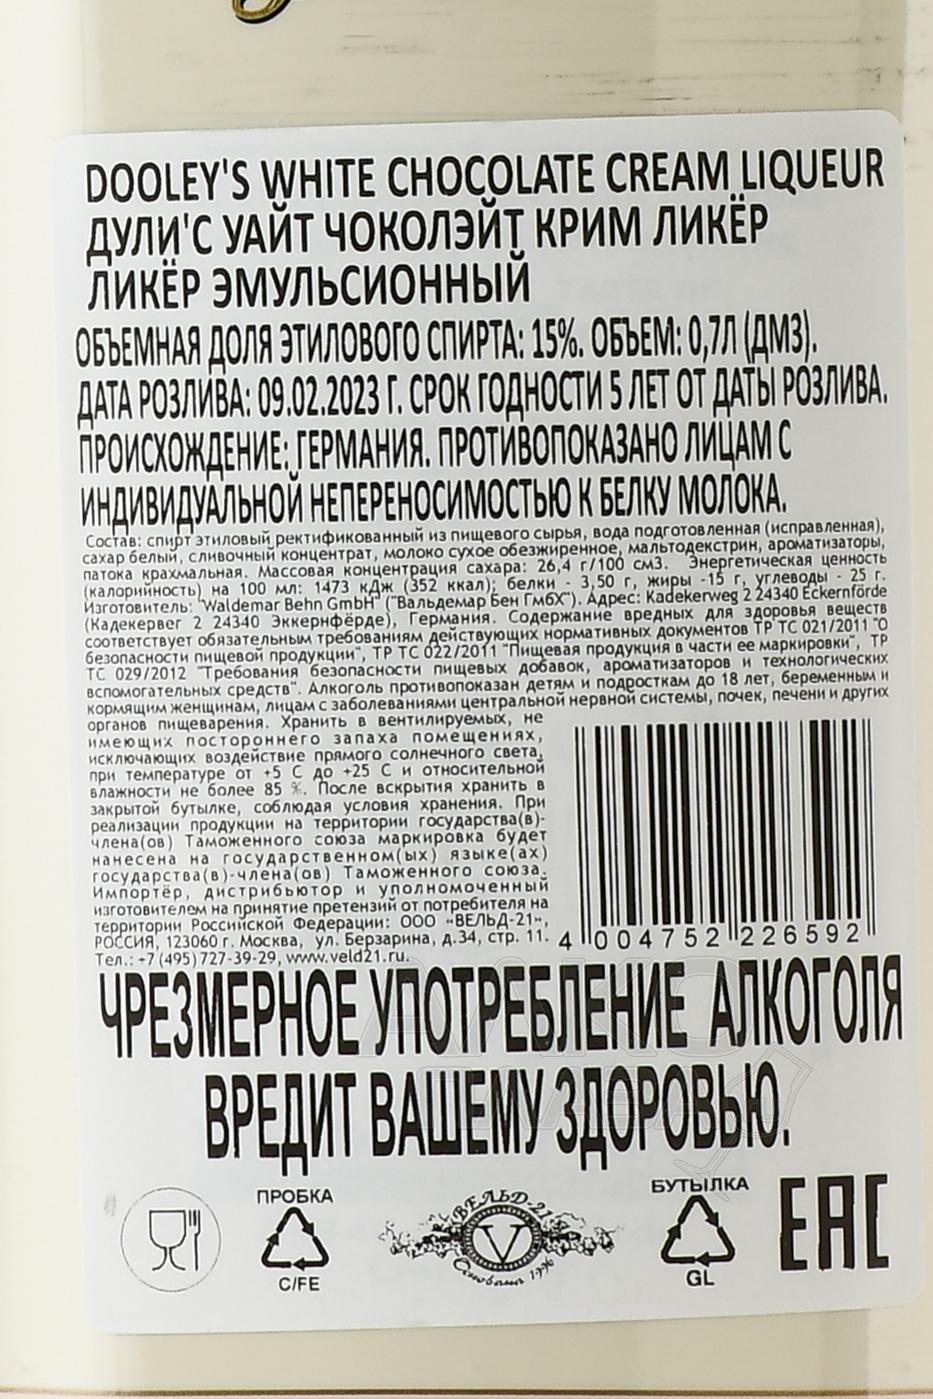 DOOLEY'S WHITE CHOCOLATE CREAM LIQUEUR
ДУЛИ'С УАЙТ ЧОКОЛЭЙТ КРИМ ЛИКЁР
ЛИКЁР ЭМУЛЬСИОННЫЙ
ОБЪЕМНАЯ ДОЛЯ ЭТИЛОВОГО СПИРТА: 15%. ОБЪЕМ: 0,7Л (ДМ3).
ДАТА РОЗЛИВА: 09.02.2023 Г. СРОК ГОДНОСТИ 5 ЛЕТ ОТ ДАТЫ РОЗЛИВА.
ПРОИСХОЖДЕНИЕ: ГЕРМАНИЯ. ПРОТИВОПОКАЗАНО ЛИЦАМ С
ИНДИВИДУАЛЬНОЙ НЕПЕРЕНОСИМОСТЬЮ К БЕЛКУ МОЛОКА.
Состав: спирт этиловый ректификованный из пищевого сырья, вода подготовленная (исправленная),
сахар белый, сливочный концентрат, молоко сухое обезжиренное, мальтодекстрин, ароматизаторы,
патока крахмальная. Массовая концентрация сахара: 26,4 г/100 см3. Энергетическая ценность
(калорийность) на 100 мл: 1473 кДж (352 ккал); белки - 3,50 г, жиры -15 г, углеводы - 25 г.
Изготовитель: "Waldemar Behn GmbH" ("Вальдемар Бен ГмбХ"). Адрес: Kadekerweg 2 24340 Eckernförde
(Кадекервег 2 24340 Эккернфёрде), Германия. Содержание вредных для здоровья веществ
соответствует обязательным требованиям действующих нормативных документов ТР ТС 021/2011 "О
безопасности пищевой продукции", ТР ТС 022/2011 "Пищевая продукция в части ее маркировки", ТР
ТС 029/2012 "Требования безопасности пищевых добавок, ароматизаторов и технологических
вспомогательных средств". Алкоголь противопоказан детям и подросткам до 18 лет, беременным и
кормящим женщинам, лицам с заболеваниями центральной нервной системы, почек, печени и других
органов пищеварения. Хранить в вентилируемых, не
имеющих постороннего запаха помещениях,
исключающих воздействие прямого солнечного света,
при температуре от +5 С до +25 С и относительной
влажности не более 85 %. После вскрытия хранить в
закрытой бутылке, соблюдая условия хранения. При
реализации продукции на территории государства(в)-
члена(ов) Таможенного союза маркировка будет
нанесена на государственном(ых) языке(ах)
государства(в)-члена(ов) Таможенного союза.
Импортёр, дистрибьютор и уполномоченный
изготовителем на принятие претензий от потребителя на
территории Российской Федерации: ООО «ВЕЛЬД-21»,
РОССИЯ, 123060 г. Москва, ул. Берзарина, д.34, стр. 11.
Тел.: +7 (495) 727-39-29, www.veld21.ru.
4 004752 226592
ЧРЕЗМЕРНОЕ УПОТРЕБЛЕНИЕ АЛКОГОЛЯ
ВРЕДИТ ВАШЕМУ ЗДОРОВЬЮ.
ПРОБКА
C/FE
ВЕЛЬД-21
V
Основана 1996
БУТЫЛКА
GL
EAC